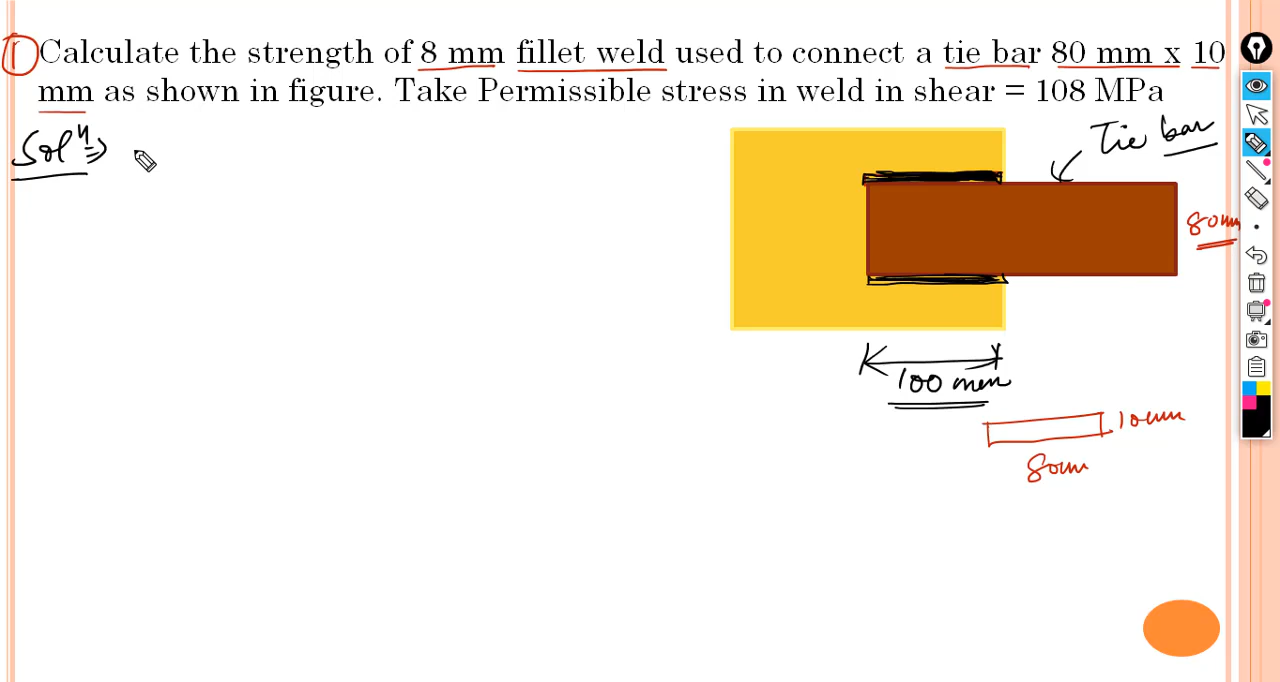 1 Calculate the strength of 8 mm fillet weld used to connect a tie bar 80 mm x 10
mm as shown in figure. Take Permissible stress in weld in shear = 108 MPa
Solⁿ ⇒
Tie bar
80mm
100 mm
10mm
80mm